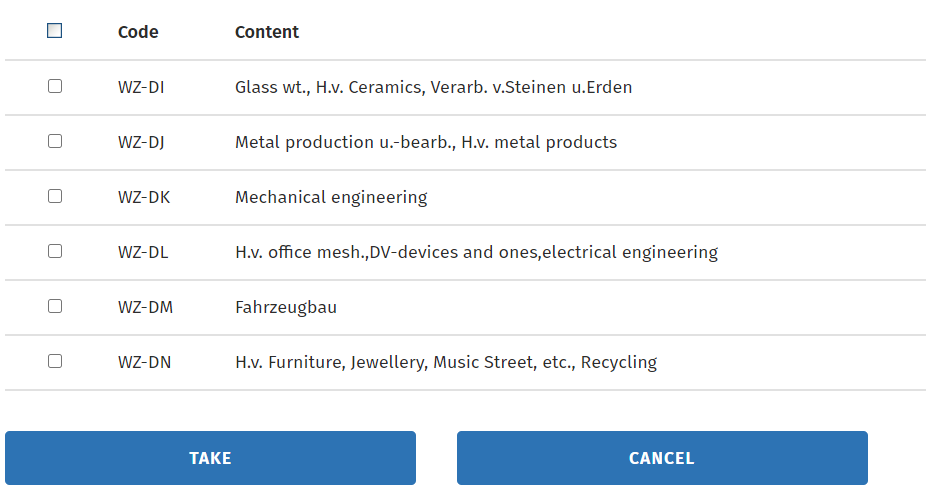 Code Content
WZ-DI Glass wt., H.v. Ceramics, Verarb. v.Steinen u.Erden
WZ-DJ Metal production u.-bearb., H.v. metal products
WZ-DK Mechanical engineering
WZ-DL H.v. office mesh.,DV-devices and ones,electrical engineering
WZ-DM Fahrzeugbau
WZ-DN H.v. Furniture, Jewellery, Music Street, etc., Recycling
TAKE CANCEL